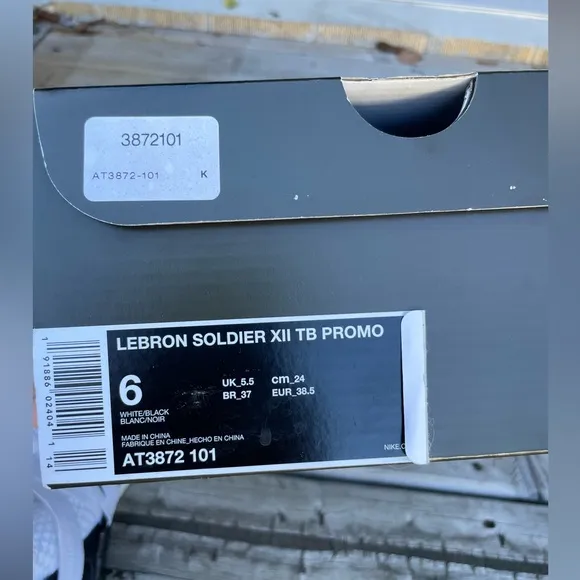 3872101
AT3872-101 K
LEBRON SOLDIER XII TB PROMO
6
UK_5.5 cm_24
BR_37 EUR_38.5
WHITE/BLACK
BLANC/NOIR
MADE IN CHINA
FABRIQUE EN CHINE_HECHO EN CHINA
NIKE.C
AT3872 101
1 91886 02404 1 14